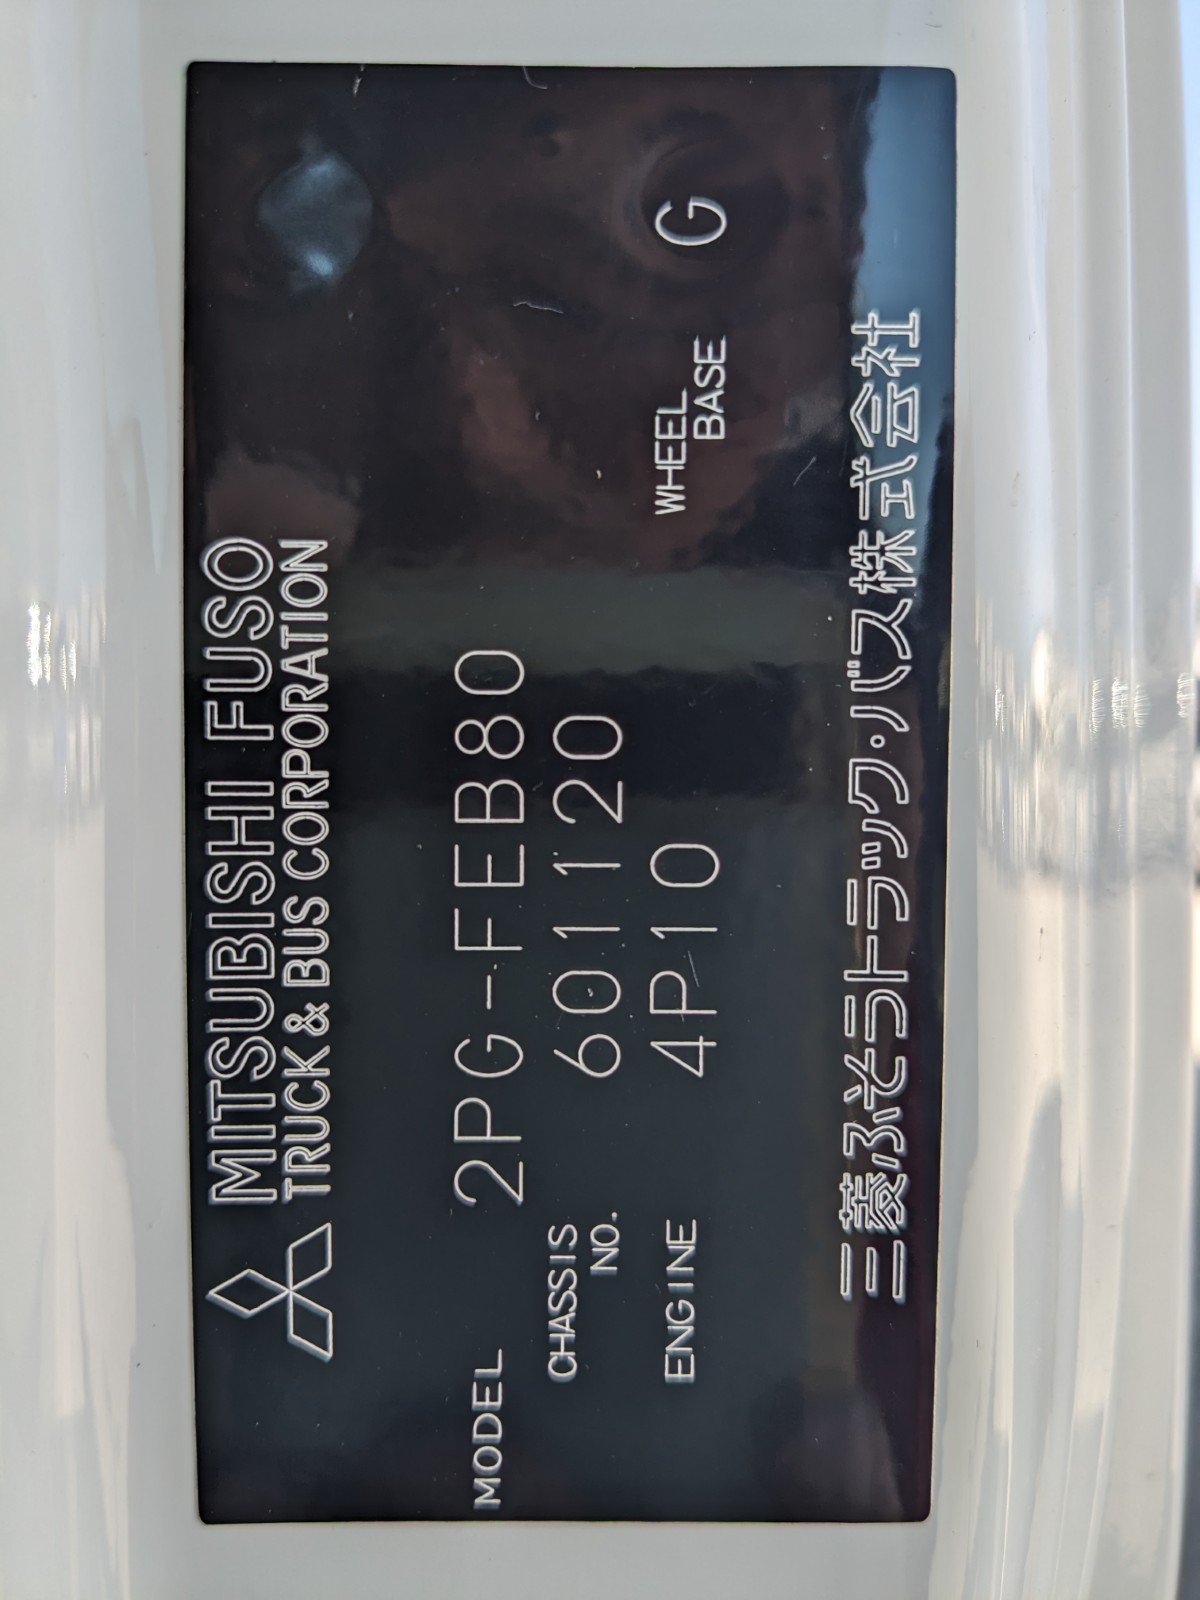 MITSUBISHI FUSO
TRUCK & BUS CORPORATION
MODEL 2PG-FEB80
CHASSIS NO. 601120
ENGINE 4P10
WHEEL BASE G
三菱ふそうトラック・バス株式会社